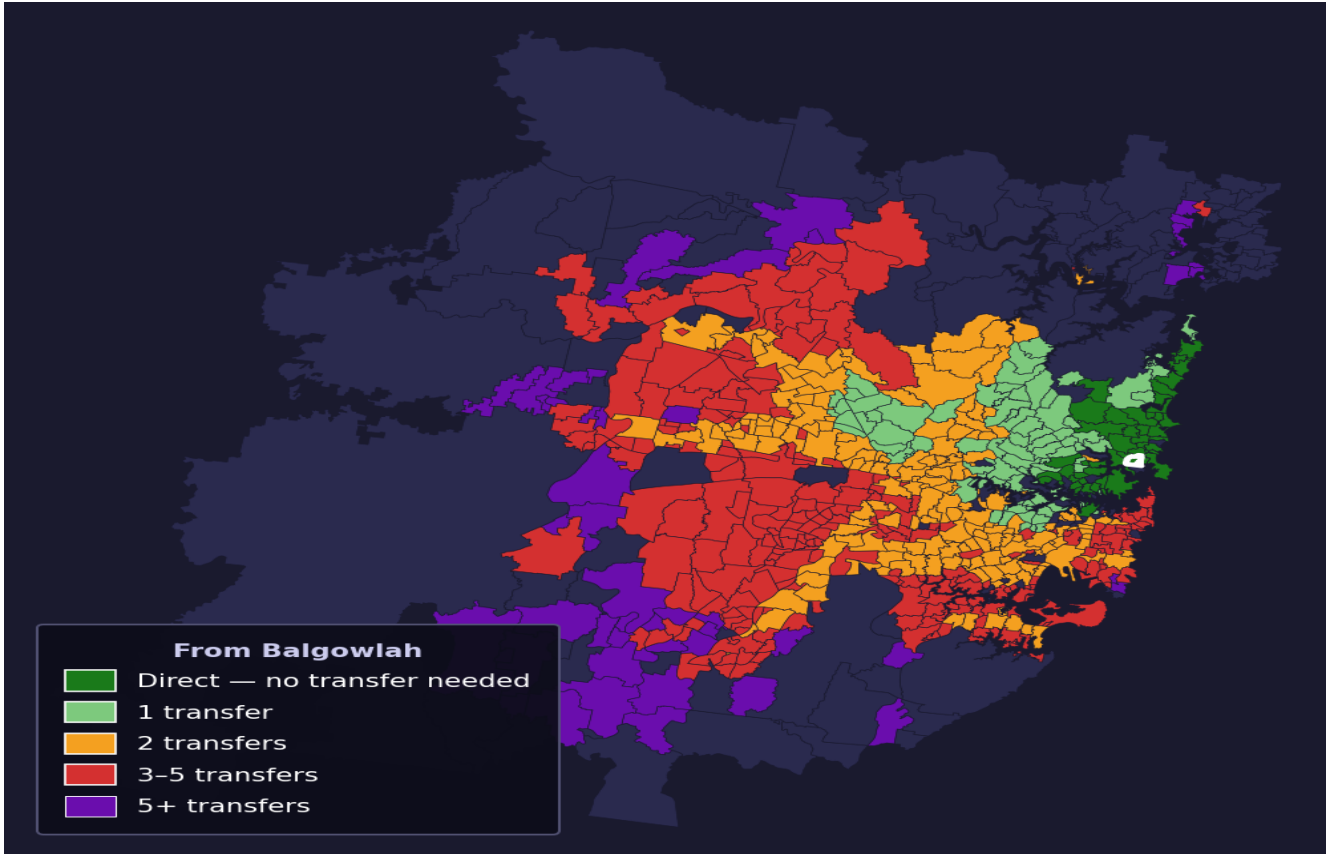 From Balgowlah
Direct — no transfer needed
1 transfer
2 transfers
3–5 transfers
5+ transfers